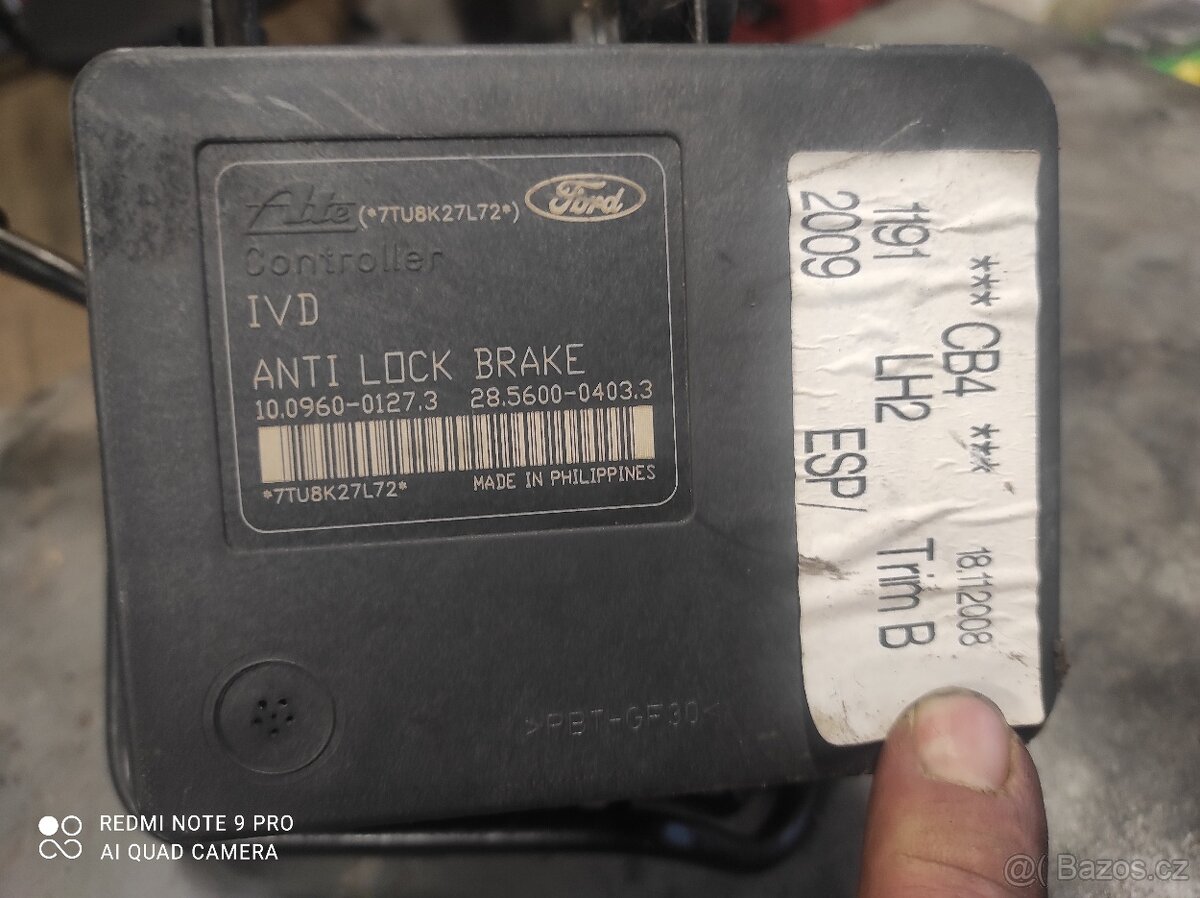 Ate (*7TU8K27L72*) Ford
Controller
IVD
ANTI LOCK BRAKE
10.0960-0127.3 28.5600-0403.3
*7TU8K27L72* MADE IN PHILIPPINES
>PBT-GF30<
*** CB4 *** 18.11.2008
1191 LH2 Trim B
2009 ESP/
REDMI NOTE 9 PRO
AI QUAD CAMERA
@( Bazos.cz